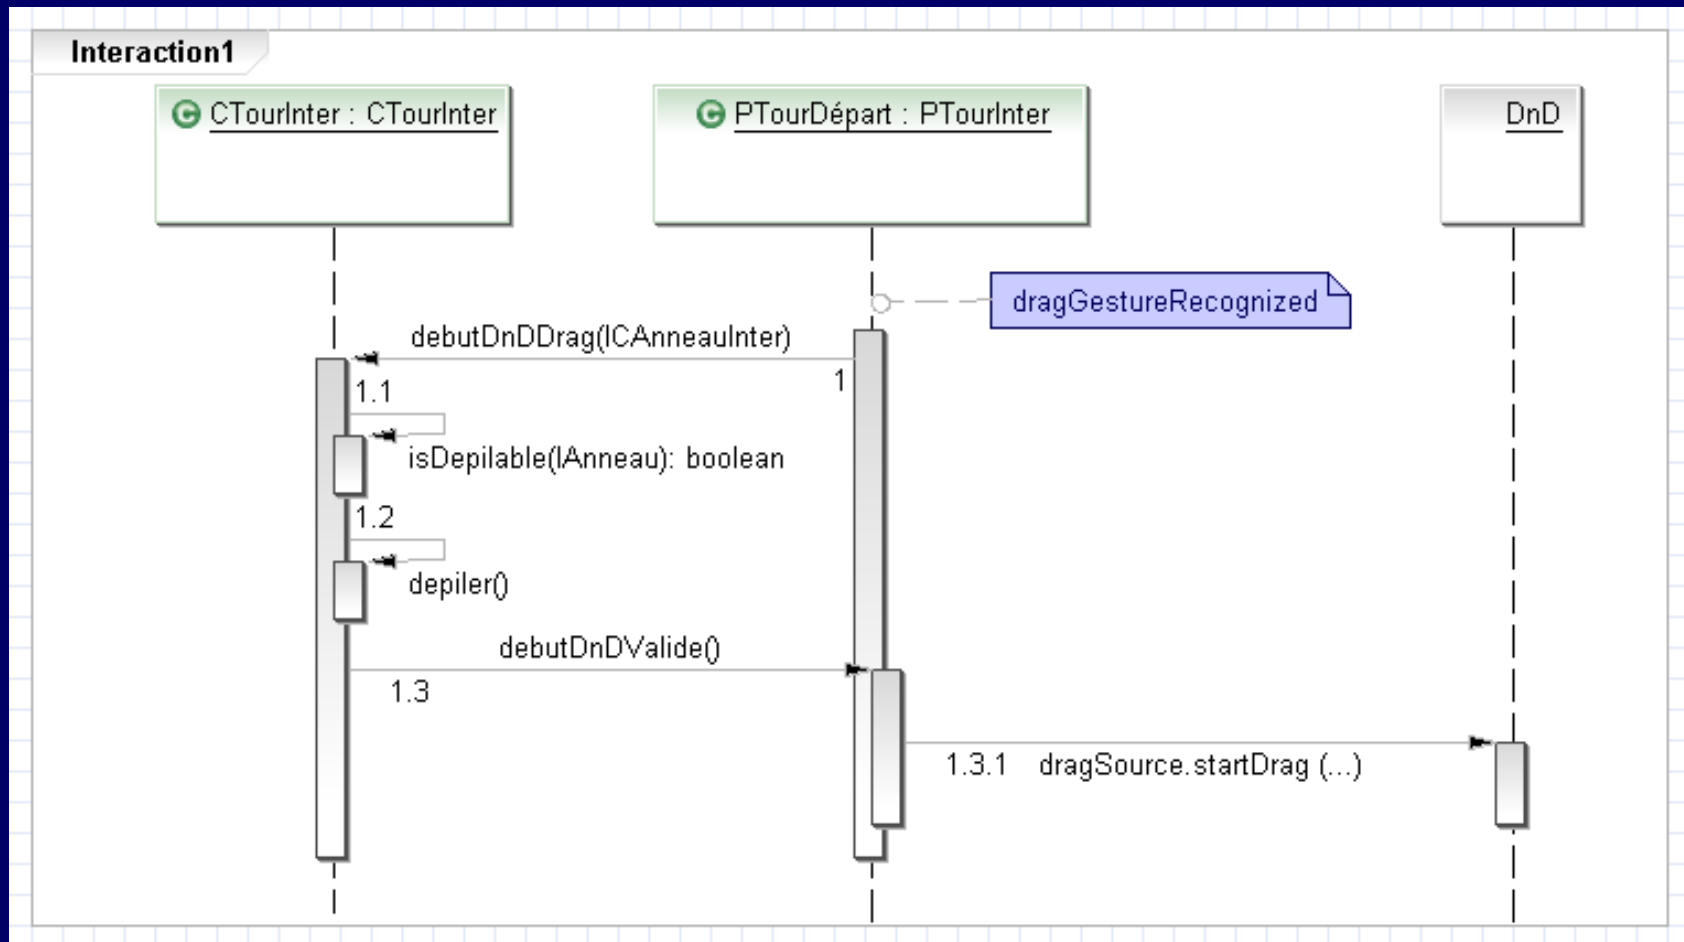 Interaction1
CTourInter : CTourInter
PTourDépart : PTourInter
DnD
dragGestureRecognized
debutDnDDrag(ICAnneauInter)
1
1.1
isDepilable(IAnneau): boolean
1.2
depiler()
debutDnDValide()
1.3
1.3.1 dragSource.startDrag (...)